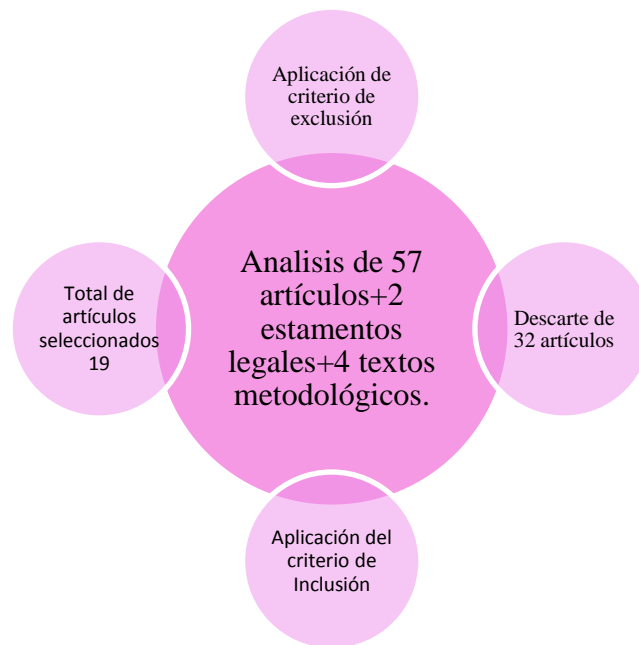 Aplicación de
criterio de
exclusión
Analisis de 57
artículos+2
estamentos
legales+4 textos
metodológicos.
Total de
artículos
seleccionados
19
Descarte de
32 artículos
Aplicación del
criterio de
Inclusión